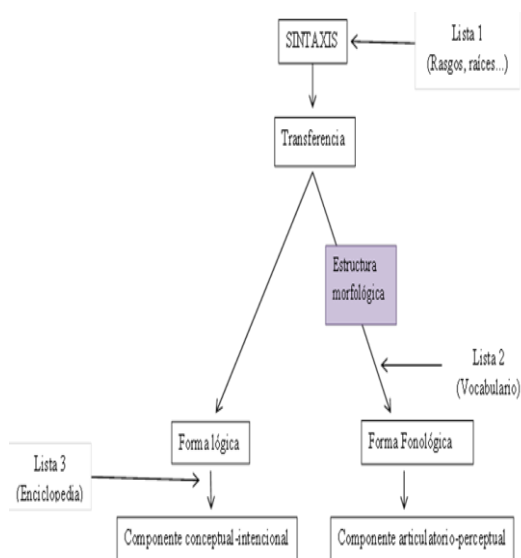 SINTAXIS
Lista 1
(Rasgos, raíces...)
Transferencia
Estructura
morfológica
Lista 2
(Vocabulario)
Forma lógica
Forma Fonológica
Lista 3
(Enciclopedia)
Componente conceptual-intencional
Componente articulatorio-perceptual